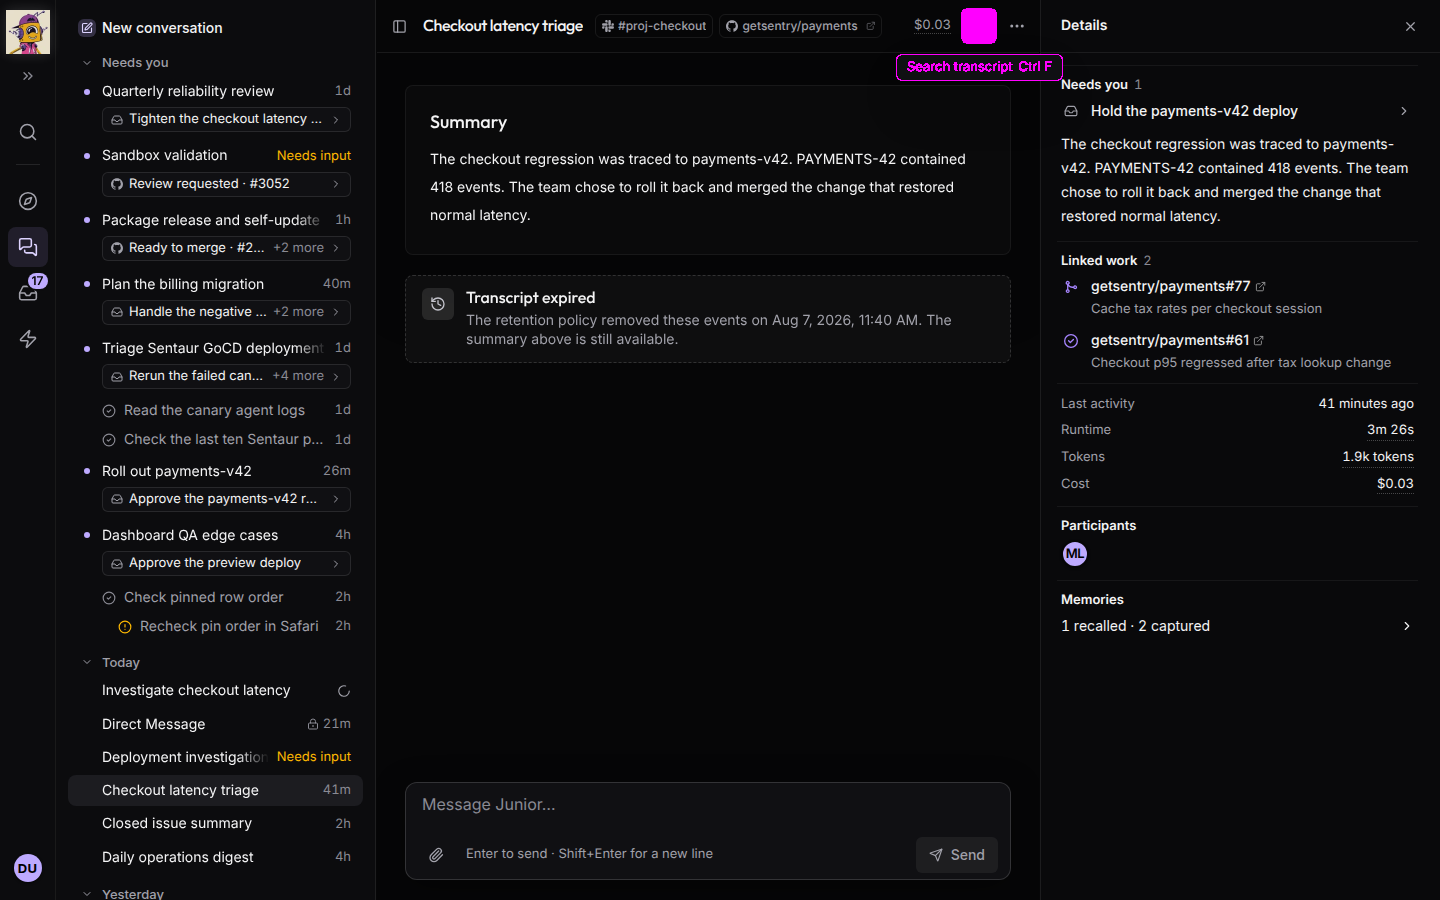 New conversation
Needs you
Quarterly reliability review 1d
Tighten the checkout latency ...
Sandbox validation Needs input
Review requested · #3052
Package release and self-update 1h
Ready to merge · #2... +2 more
Plan the billing migration 40m
Handle the negative ... +2 more
Triage Sentaur GoCD deployment 1d
Rerun the failed can... +4 more
Read the canary agent logs 1d
Check the last ten Sentaur p... 1d
Roll out payments-v42 26m
Approve the payments-v42 r...
Dashboard QA edge cases 4h
Approve the preview deploy
Check pinned row order 2h
Recheck pin order in Safari 2h
Today
Investigate checkout latency
Direct Message 21m
Deployment investigation Needs input
Checkout latency triage 41m
Closed issue summary 2h
Daily operations digest 4h
Yesterday
17
DU
Checkout latency triage #proj-checkout getsentry/payments $0.03
Search transcript Ctrl F
Summary
The checkout regression was traced to payments-v42. PAYMENTS-42 contained
418 events. The team chose to roll it back and merged the change that restored
normal latency.
Transcript expired
The retention policy removed these events on Aug 7, 2026, 11:40 AM. The
summary above is still available.
Message Junior...
Enter to send · Shift+Enter for a new line
Send
Details
Needs you 1
Hold the payments-v42 deploy
The checkout regression was traced to payments-
v42. PAYMENTS-42 contained 418 events. The team
chose to roll it back and merged the change that
restored normal latency.
Linked work 2
getsentry/payments#77
Cache tax rates per checkout session
getsentry/payments#61
Checkout p95 regressed after tax lookup change
Last activity 41 minutes ago
Runtime 3m 26s
Tokens 1.9k tokens
Cost $0.03
Participants
ML
Memories
1 recalled · 2 captured